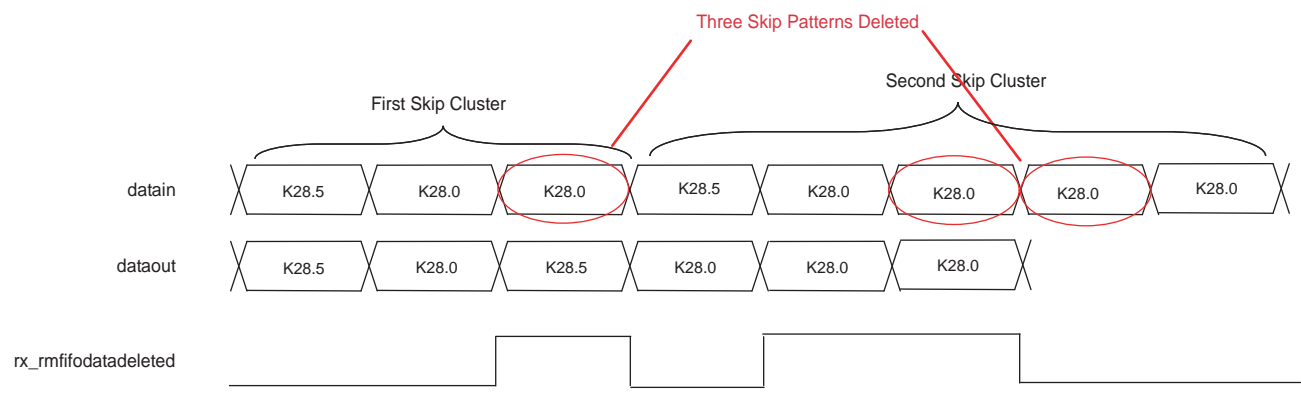 Three Skip Patterns Deleted
Second Skip Cluster
First Skip Cluster
datain K28.5 K28.0 K28.0 K28.5 K28.0 K28.0 K28.0 K28.0
dataout K28.5 K28.0 K28.5 K28.0 K28.0 K28.0
rx_rmfifodatadeleted